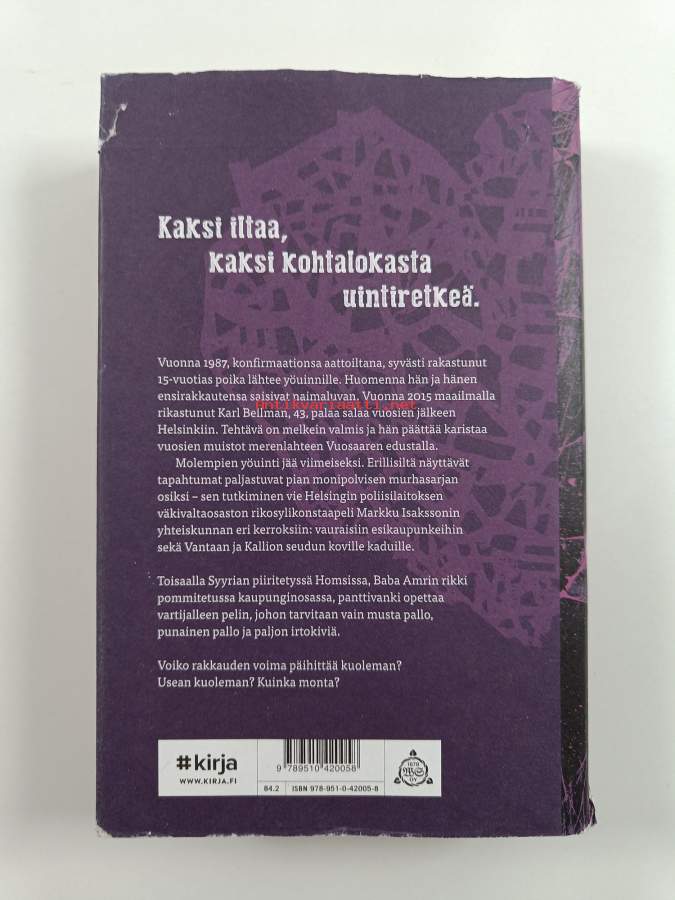 Kaksi iltaa,
kaksi kohtalokasta
uintiretkeä.
Vuonna 1987, konfirmaationsa aattoiltana, syvästi rakastunut
15-vuotias poika lähtee yöuinnille. Huomenna hän ja hänen
ensirakkautensa saisivat naimaluvan. Vuonna 2015 maailmalla
Antikvariaatti.net
rikastunut Karl Bellman, 43, palaa salaa vuosien jälkeen
Helsinkiin. Tehtävä on melkein valmis ja hän päättää karistaa
vuosien muistot merenlahteen Vuosaaren edustalla.
Molempien yöuinti jää viimeiseksi. Erillisiltä näyttävät
tapahtumat paljastuvat pian monipolvisen murhasarjan
osiksi – sen tutkiminen vie Helsingin poliisilaitoksen
väkivaltaosaston rikosylikonstaapeli Markku Isakssonin
yhteiskunnan eri kerroksiin: vauraisiin esikaupunkeihin
sekä Vantaan ja Kallion seudun koville kaduille.
Toisaalla Syyrian piiritetyssä Homsissa, Baba Amrin rikki
pommitetussa kaupunginosassa, panttivanki opettaa
vartijalleen pelin, johon tarvitaan vain musta pallo,
punainen pallo ja paljon irtokiviä.
Voiko rakkauden voima päihittää kuoleman?
Usean kuoleman? Kuinka monta?
#kirja
WWW.KIRJA.FI
9 789510 420058
84.2 ISBN 978-951-0-42005-8
1878
WS
OY